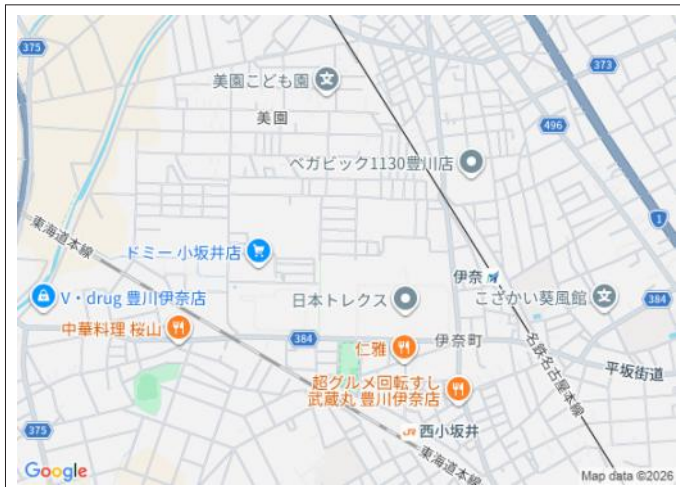 375
373
美園こども園
美園
496
ベガビック1130豊川店
1
東海道本線
ドミー 小坂井店
伊奈
V・drug 豊川伊奈店
日本トレクス
こざかい葵風館
384
中華料理 桜山
384
仁雅
伊奈町
名鉄名古屋本線
平坂街道
超グルメ回転すし
武蔵丸 豊川伊奈店
375
JR 西小坂井
東海道本線
Google
Map data ©2026